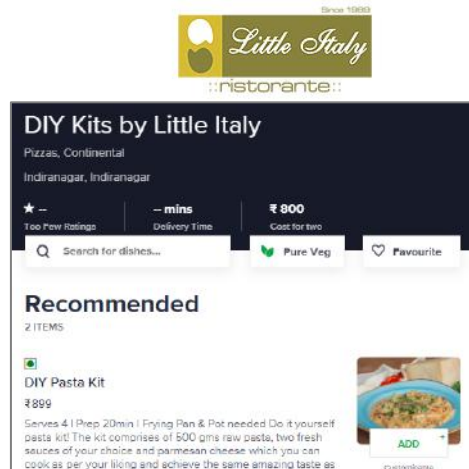 Since 1989
Little Italy
::ristorante::
DIY Kits by Little Italy
Pizzas, Continental
Indiranagar, Indiranagar
★ -- -- mins ₹ 800
Too Few Ratings Delivery Time Cost for two
Search for dishes... Pure Veg Favourite
Recommended
2 ITEMS
DIY Pasta Kit
₹899
Serves 4 I Prep 20min I Frying Pan & Pot needed Do it yourself
pasta kit! The kit comprises of 500 gms raw pasta, two fresh
sauces of your choice and parmesan cheese which you can
cook as per your liking and achieve the same amazing taste as
ADD +
Customisable